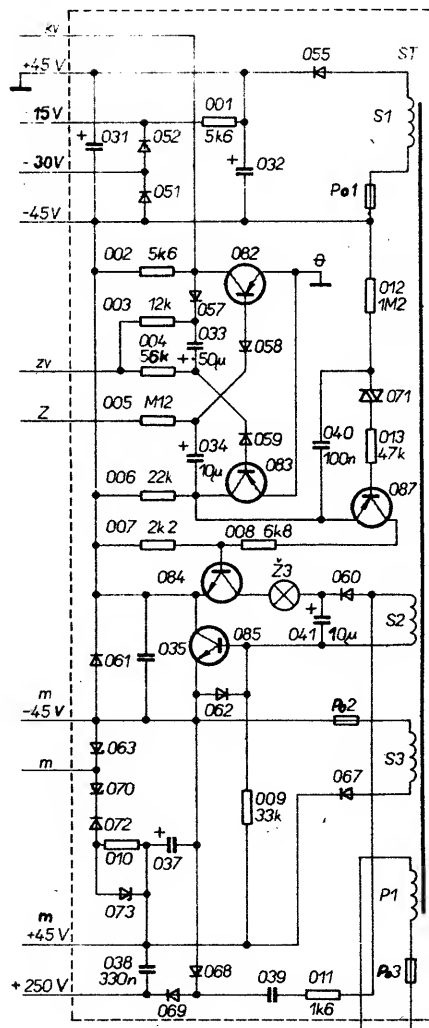 kv
+45 V
055
ST
S1
-15 V
001
5k6
+
031
052
-30 V
+
032
051
Po1
-45 V
002
5k6
082
0
057
012
1M2
003
12k
004
56k
033
50μ
+
058
zv
Z
005
M12
059
071
040
100n
013
47k
+
034
10μ
083
006
22k
087
007
2k2
008
6k8
084
Ž3
060
+
041
10μ
S2
035
085
061
062
m
-45 V
Po2
063
S3
m
070
067
009
33k
072
+
010
037
P1
073
m
+45 V
038
330n
068
Po3
+250 V
069
039
011
1k6